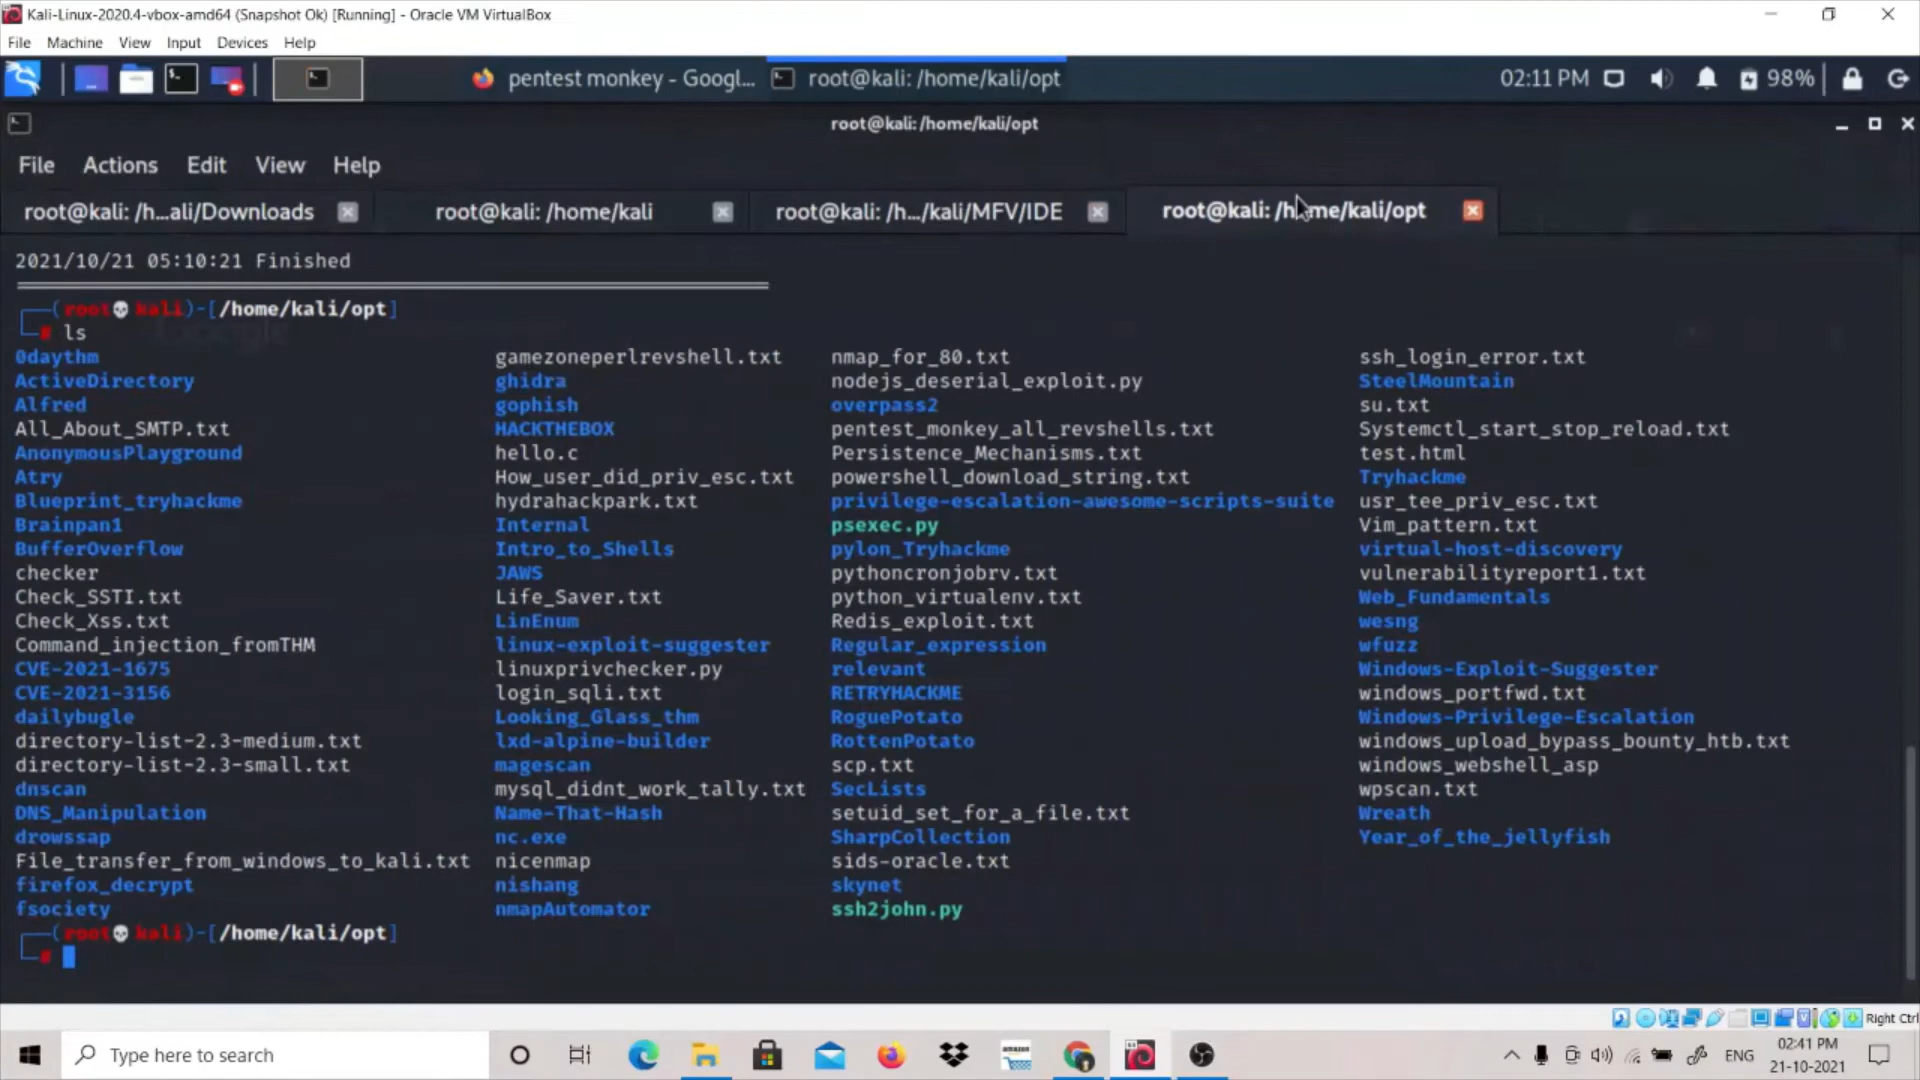 Kali-Linux-2020.4-vbox-amd64 (Snapshot Ok) [Running] - Oracle VM VirtualBox
File Machine View Input Devices Help
pentest monkey - Googl... root@kali: /home/kali/opt 02:11 PM 98%
root@kali: /home/kali/opt
File Actions Edit View Help
root@kali: /h...ali/Downloads root@kali: /home/kali root@kali: /h.../kali/MFV/IDE root@kali: /home/kali/opt
2021/10/21 05:10:21 Finished
(root kali)-[/home/kali/opt]
# ls
0daythm gamezoneperlrevshell.txt nmap_for_80.txt ssh_login_error.txt
ActiveDirectory ghidra nodejs_deserial_exploit.py SteelMountain
Alfred gophish overpass2 su.txt
All_About_SMTP.txt HACKTHEBOX pentest_monkey_all_revshells.txt Systemctl_start_stop_reload.txt
AnonymousPlayground hello.c Persistence_Mechanisms.txt test.html
Atry How_user_did_priv_esc.txt powershell_download_string.txt Tryhackme
Blueprint_tryhackme hydrahackpark.txt privilege-escalation-awesome-scripts-suite usr_tee_priv_esc.txt
Brainpan1 Internal psexec.py Vim_pattern.txt
BufferOverflow Intro_to_Shells pylon_Tryhackme virtual-host-discovery
checker JAWS pythoncronjobrv.txt vulnerabilityreport1.txt
Check_SSTI.txt Life_Saver.txt python_virtualenv.txt Web_Fundamentals
Check_Xss.txt LinEnum Redis_exploit.txt wesng
Command_injection_fromTHM linux-exploit-suggester Regular_expression wfuzz
CVE-2021-1675 linuxprivchecker.py relevant Windows-Exploit-Suggester
CVE-2021-3156 login_sqli.txt RETRYHACKME windows_portfwd.txt
dailybugle Looking_Glass_thm RoguePotato Windows-Privilege-Escalation
directory-list-2.3-medium.txt lxd-alpine-builder RottenPotato windows_upload_bypass_bounty_htb.txt
directory-list-2.3-small.txt magescan scp.txt windows_webshell_asp
dnscan mysql_didnt_work_tally.txt SecLists wpscan.txt
DNS_Manipulation Name-That-Hash setuid_set_for_a_file.txt Wreath
drowssap nc.exe SharpCollection Year_of_the_jellyfish
File_transfer_from_windows_to_kali.txt nicenmap sids-oracle.txt
firefox_decrypt nishang skynet
fsociety nmapAutomator ssh2john.py
(root kali)-[/home/kali/opt]
#
Right Ctrl
Type here to search amazon ENG 02:41 PM
21-10-2021